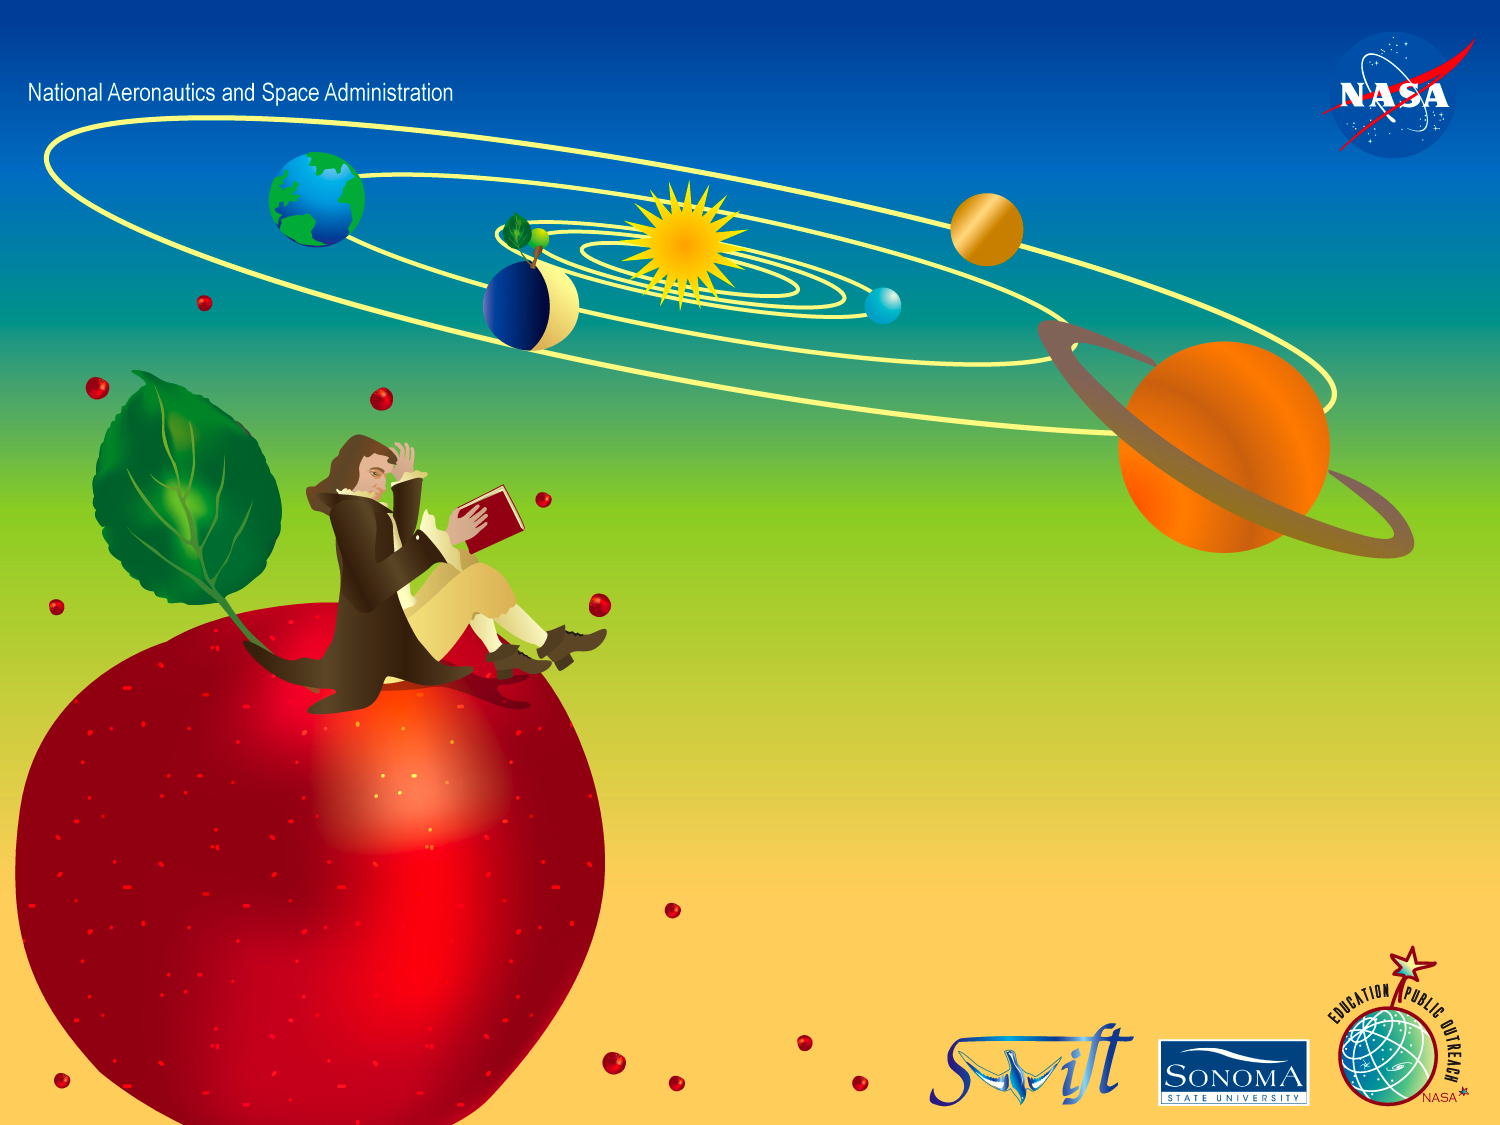 National Aeronautics and Space Administration
NASA
Swift
SONOMA
STATE UNIVERSITY
EDUCATION PUBLIC OUTREACH
NASA